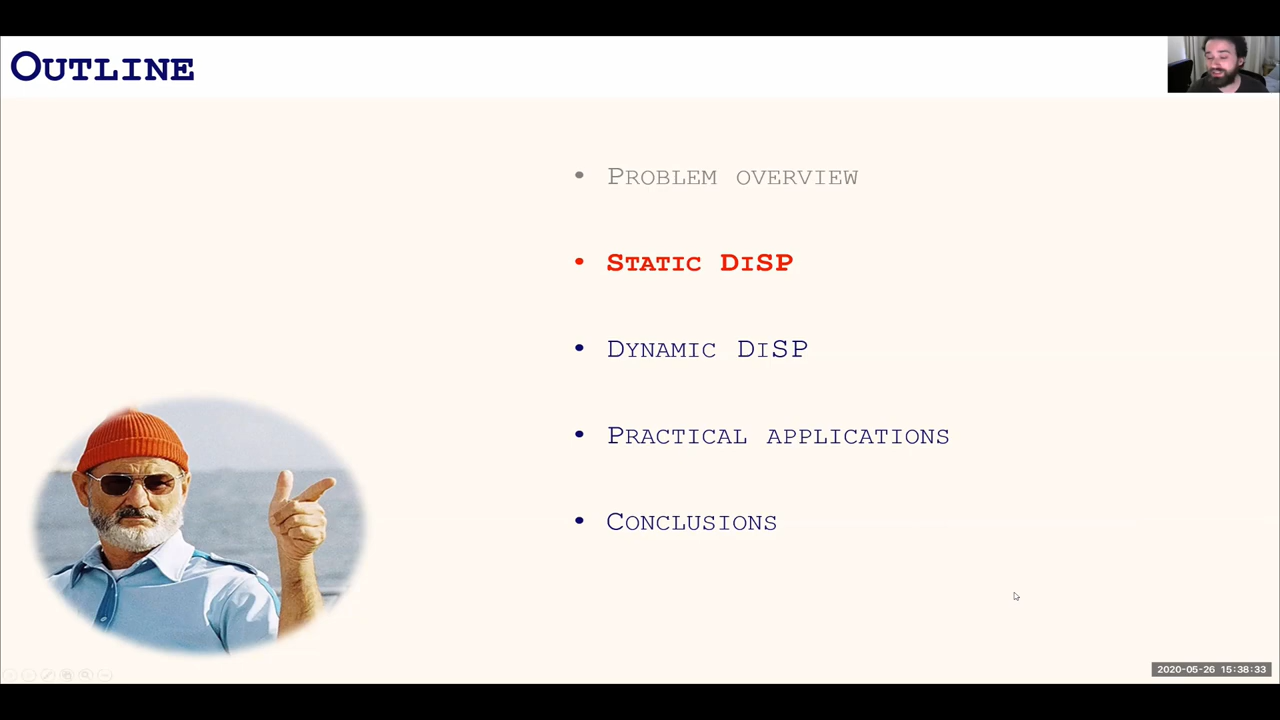 OUTLINE
• PROBLEM OVERVIEW
• STATIC DISP
• DYNAMIC DISP
• PRACTICAL APPLICATIONS
• CONCLUSIONS
2020-05-26 15:38:33